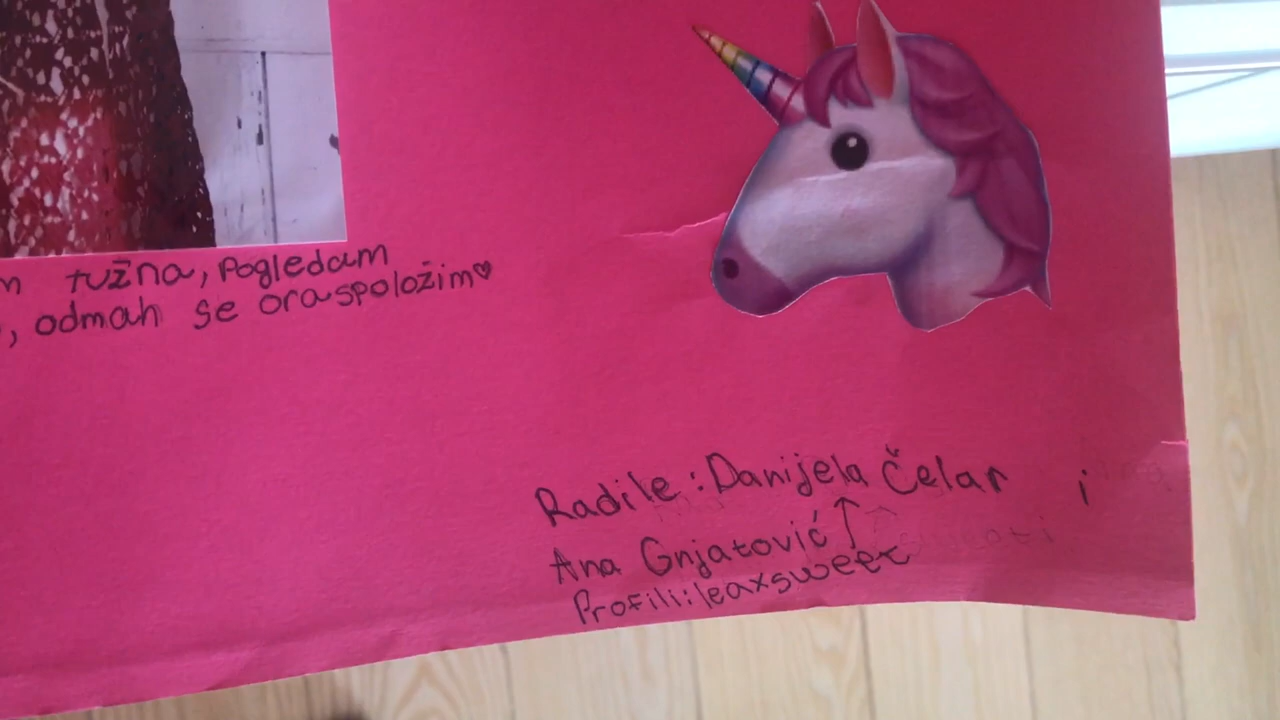 m tužna, Pogledam
, odmah se oraspoložim♥
Radile: Danijela Čelar i
Ana Gnjatović ↑
Profili: leaxsweet